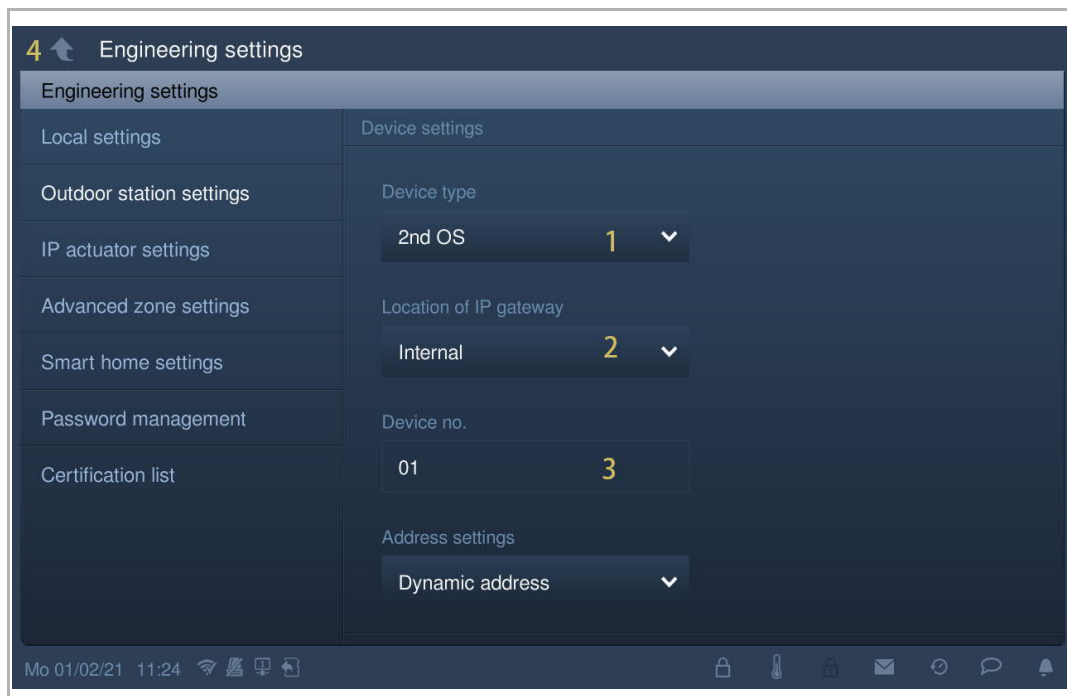 4 Engineering settings
Engineering settings
Local settings
Outdoor station settings
IP actuator settings
Advanced zone settings
Smart home settings
Password management
Certification list
Device settings
Device type
2nd OS 1
Location of IP gateway
Internal 2
Device no.
01 3
Address settings
Dynamic address
Mo 01/02/21 11:24